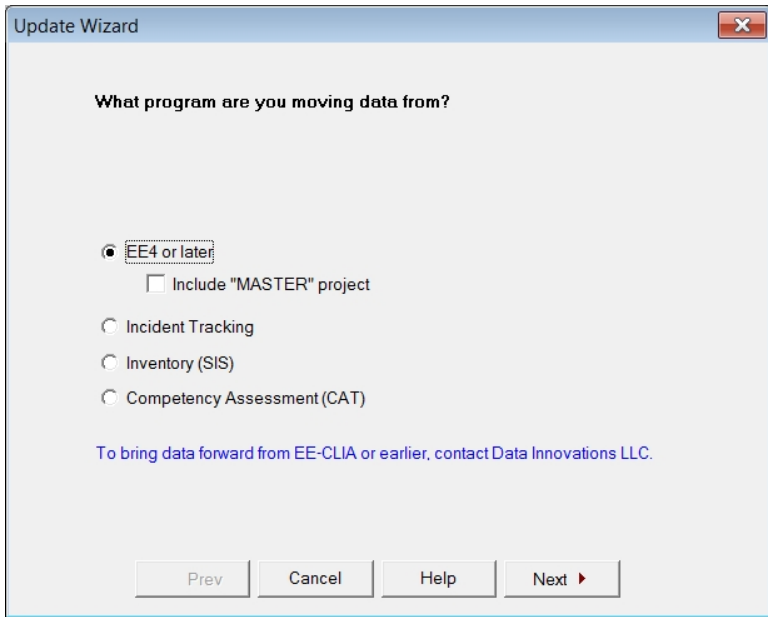 Update Wizard
What program are you moving data from?
EE4 or later
Include "MASTER" project
Incident Tracking
Inventory (SIS)
Competency Assessment (CAT)
To bring data forward from EE-CLIA or earlier, contact Data Innovations LLC.
Prev Cancel Help Next